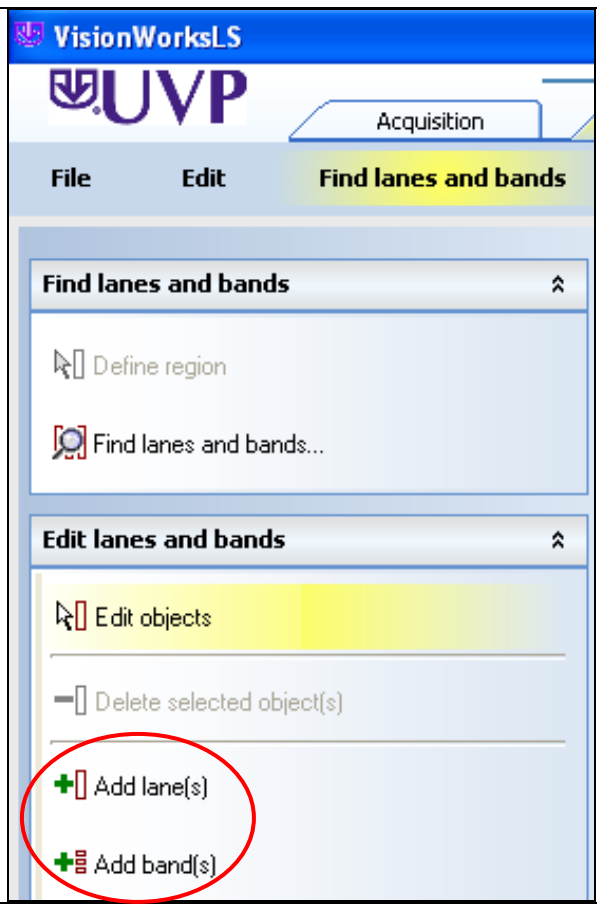 VisionWorksLS
UVP
Acquisition
File Edit Find lanes and bands
Find lanes and bands
Define region
Find lanes and bands...
Edit lanes and bands
Edit objects
Delete selected object(s)
Add lane(s)
Add band(s)